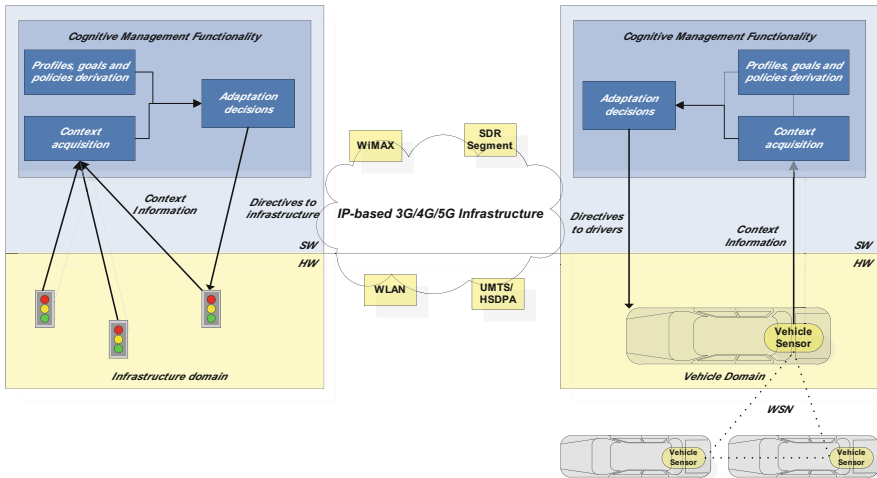 Cognitive Management Functionality
Profiles, goals and
policies derivation
Adaptation
decisions
Context
acquisition
Context
Information
Directives to
infrastructure
SW
HW
Infrastructure domain
WiMAX
SDR
Segment
IP-based 3G/4G/5G Infrastructure
WLAN
UMTS/
HSDPA
Cognitive Management Functionality
Profiles, goals and
policies derivation
Adaptation
decisions
Context
acquisition
Directives
to drivers
Context
Information
SW
HW
Vehicle
Sensor
Vehicle Domain
WSN
Vehicle
Sensor
Vehicle
Sensor